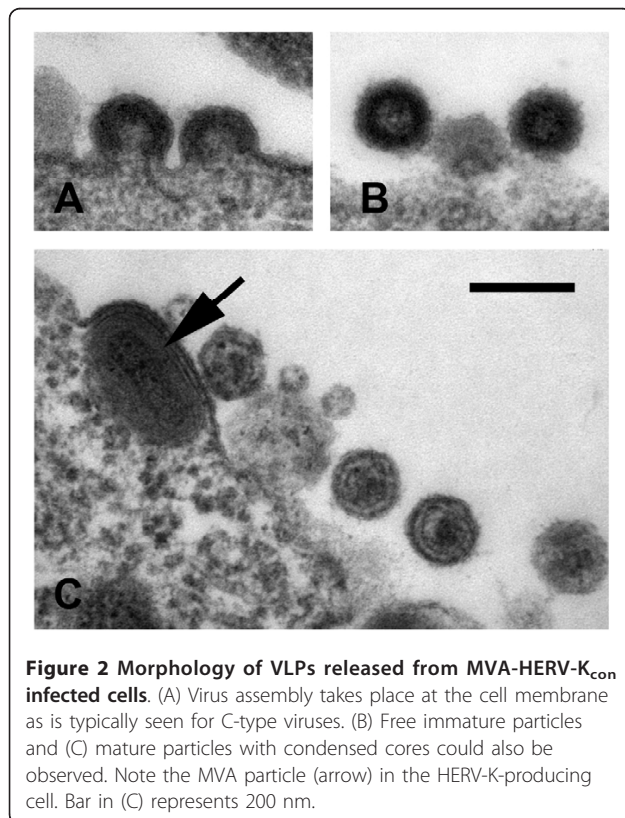 A
B
C
Figure 2 Morphology of VLPs released from MVA-HERV-Kcon
infected cells. (A) Virus assembly takes place at the cell membrane
as is typically seen for C-type viruses. (B) Free immature particles
and (C) mature particles with condensed cores could also be
observed. Note the MVA particle (arrow) in the HERV-K-producing
cell. Bar in (C) represents 200 nm.